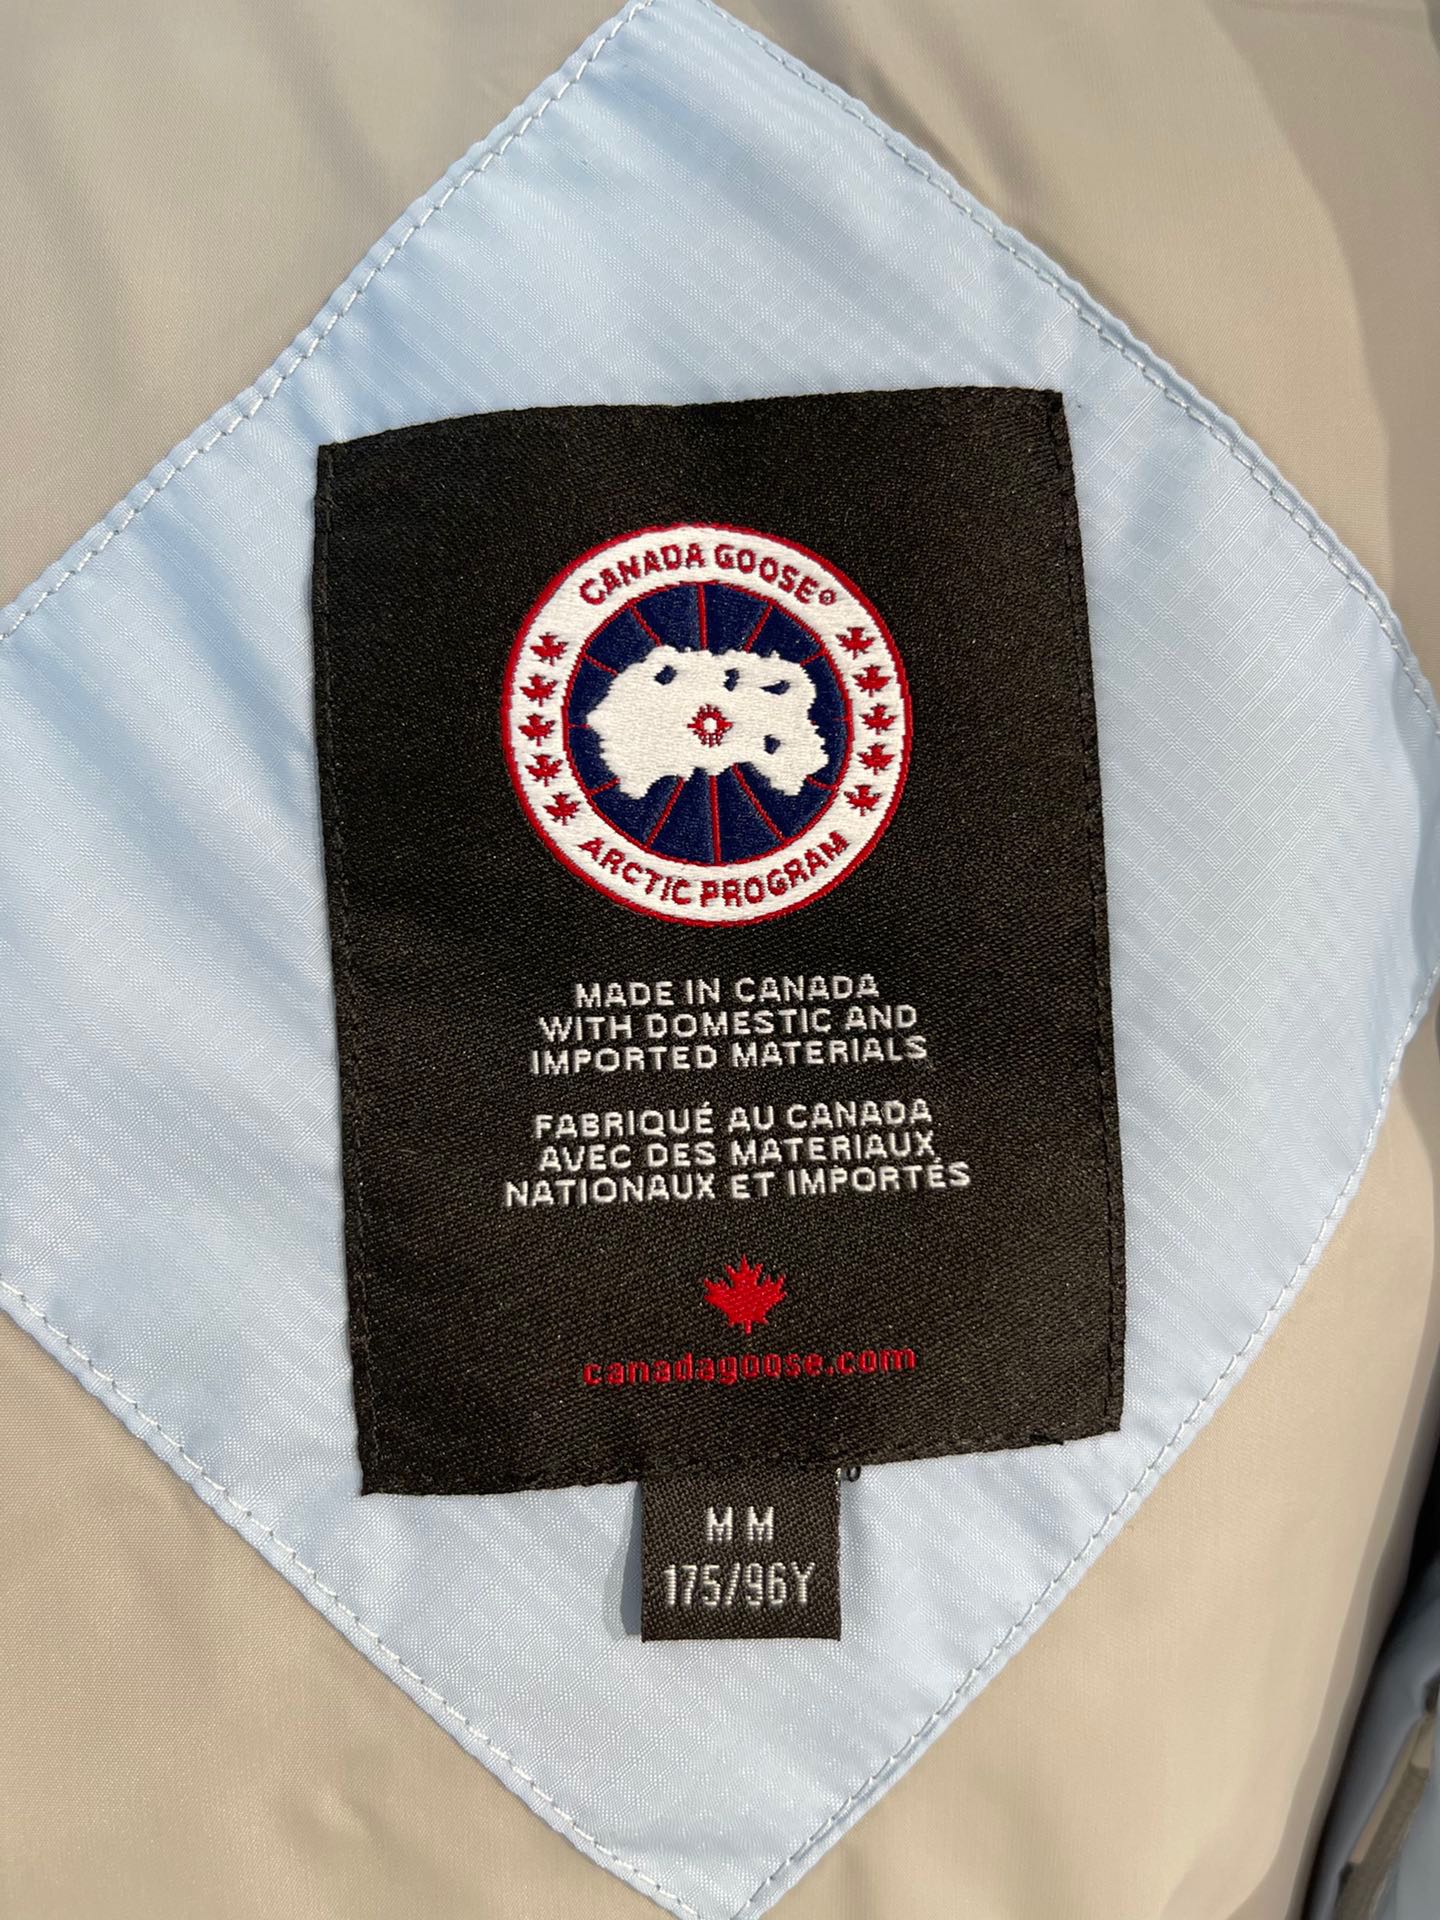 CANADA GOOSE®
ARCTIC PROGRAM
MADE IN CANADA
WITH DOMESTIC AND
IMPORTED MATERIALS
FABRIQUÉ AU CANADA
AVEC DES MATERIAUX
NATIONAUX ET IMPORTÉS
canadagoose.com
M M
175/96Y